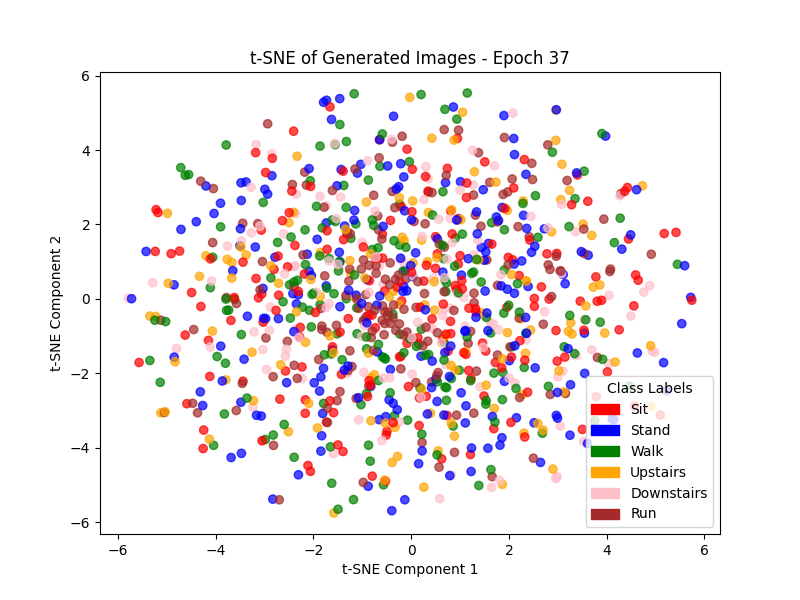 t-SNE of Generated Images - Epoch 37
t-SNE Component 2
6
4
2
0
−2
−4
−6
−6
−4
−2
0
2
4
6
t-SNE Component 1
Class Labels
Sit
Stand
Walk
Upstairs
Downstairs
Run